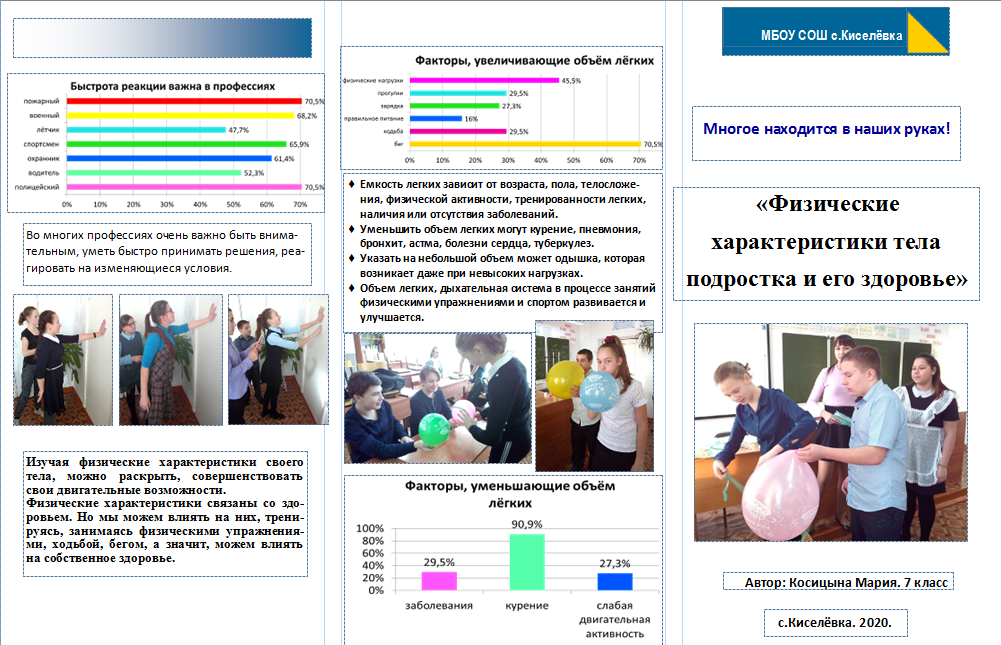 Быстрота реакции важна в профессиях
пожарный 70,5%
военный 68,2%
лётчик 47,7%
спортсмен 65,9%
охранник 61,4%
водитель 52,3%
полицейский 70,5%
0% 10% 20% 30% 40% 50% 60% 70%
Во многих профессиях очень важно быть внима-
тельным, уметь быстро принимать решения, реа-
гировать на изменяющиеся условия.
Изучая физические характеристики своего
тела, можно раскрыть, совершенствовать
свои двигательные возможности.
Физические характеристики связаны со здо-
ровьем. Но мы можем влиять на них, трени-
руясь, занимаясь физическими упражнения-
ми, ходьбой, бегом, а значит, можем влиять
на собственное здоровье.
Факторы, увеличивающие объём лёгких
физические нагрузки 45,5%
прогулки 29,5%
зарядка 27,3%
правильное питание 16%
ходьба 29,5%
бег 70,5%
0% 10% 20% 30% 40% 50% 60% 70%
♦ Емкость легких зависит от возраста, пола, телосложе-
ния, физической активности, тренированности легких,
наличия или отсутствия заболеваний.
♦ Уменьшить объем легких могут курение, пневмония,
бронхит, астма, болезни сердца, туберкулез.
♦ Указать на небольшой объем может одышка, которая
возникает даже при невысоких нагрузках.
♦ Объем легких, дыхательная система в процессе занятий
физическими упражнениями и спортом развивается и
улучшается.
Факторы, уменьшающие объём
лёгких
100%
80%
60%
40%
20%
0%
29,5% 90,9% 27,3%
заболевания курение слабая
двигательная
активность
МБОУ СОШ с.Киселёвка
Многое находится в наших руках!
«Физические
характеристики тела
подростка и его здоровье»
Автор: Косицына Мария. 7 класс
с.Киселёвка. 2020.